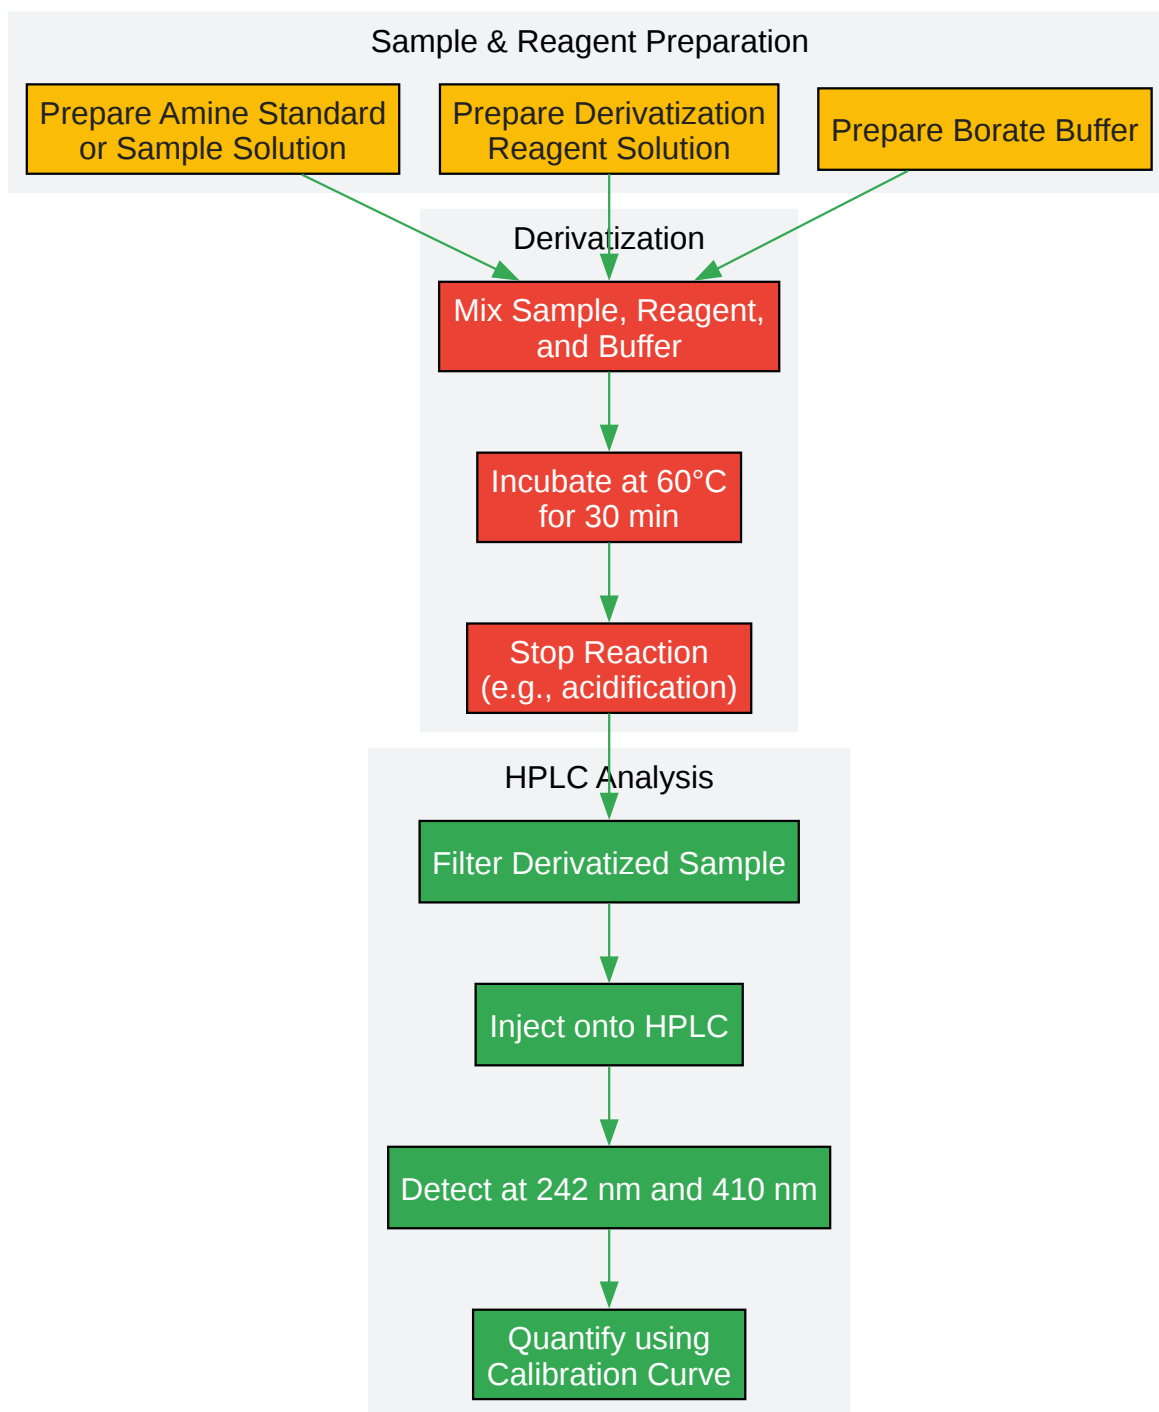 Sample & Reagent Preparation
Prepare Amine Standard
or Sample Solution
Prepare Derivatization
Reagent Solution
Prepare Borate Buffer
Derivatization
Mix Sample, Reagent,
and Buffer
Incubate at 60°C
for 30 min
Stop Reaction
(e.g., acidification)
HPLC Analysis
Filter Derivatized Sample
Inject onto HPLC
Detect at 242 nm and 410 nm
Quantify using
Calibration Curve